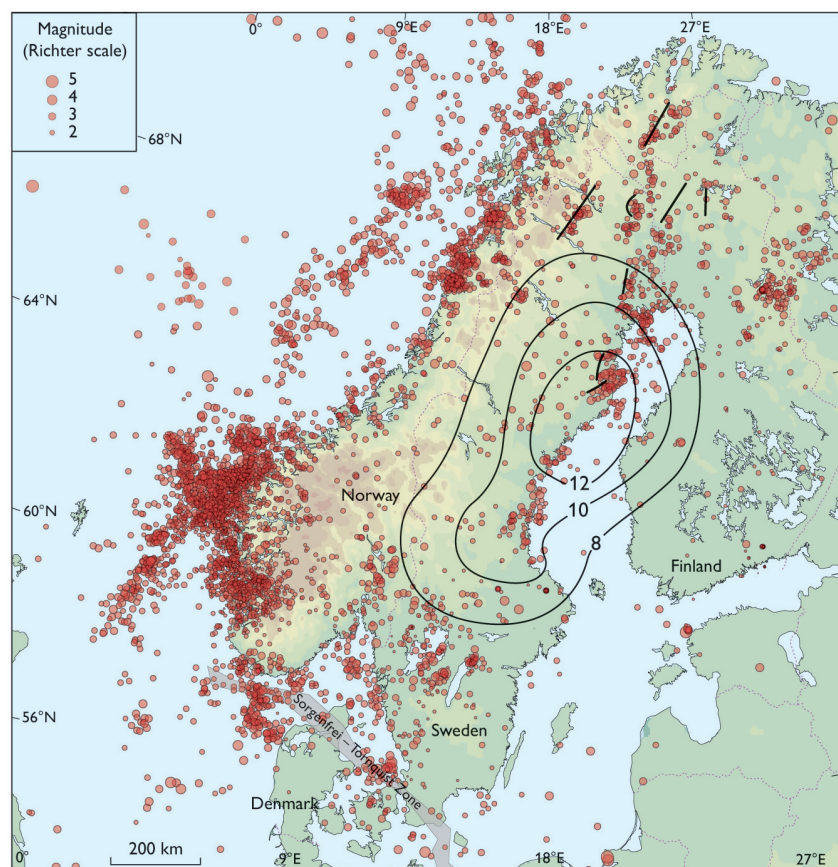 Magnitude
(Richter scale)
5
4
3
2
0°
9°E
18°E
27°E
68°N
64°N
60°N
56°N
Norway
12
10
8
Finland
Sorgenfrei – Tornquist Zone
Sweden
Denmark
0°
200 km
9°E
18°E
27°E